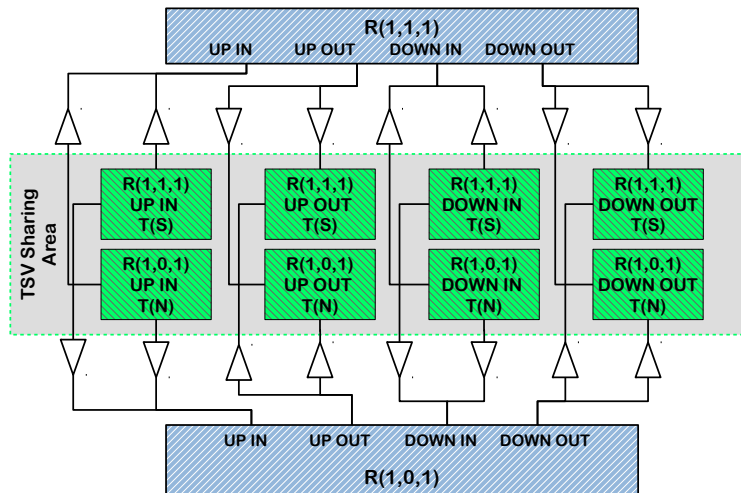 R(1,1,1)
UP IN UP OUT DOWN IN DOWN OUT
TSV Sharing
Area
R(1,1,1)
UP IN
T(S)
R(1,1,1)
UP OUT
T(S)
R(1,1,1)
DOWN IN
T(S)
R(1,1,1)
DOWN OUT
T(S)
R(1,0,1)
UP IN
T(N)
R(1,0,1)
UP OUT
T(N)
R(1,0,1)
DOWN IN
T(N)
R(1,0,1)
DOWN OUT
T(N)
UP IN UP OUT DOWN IN DOWN OUT
R(1,0,1)